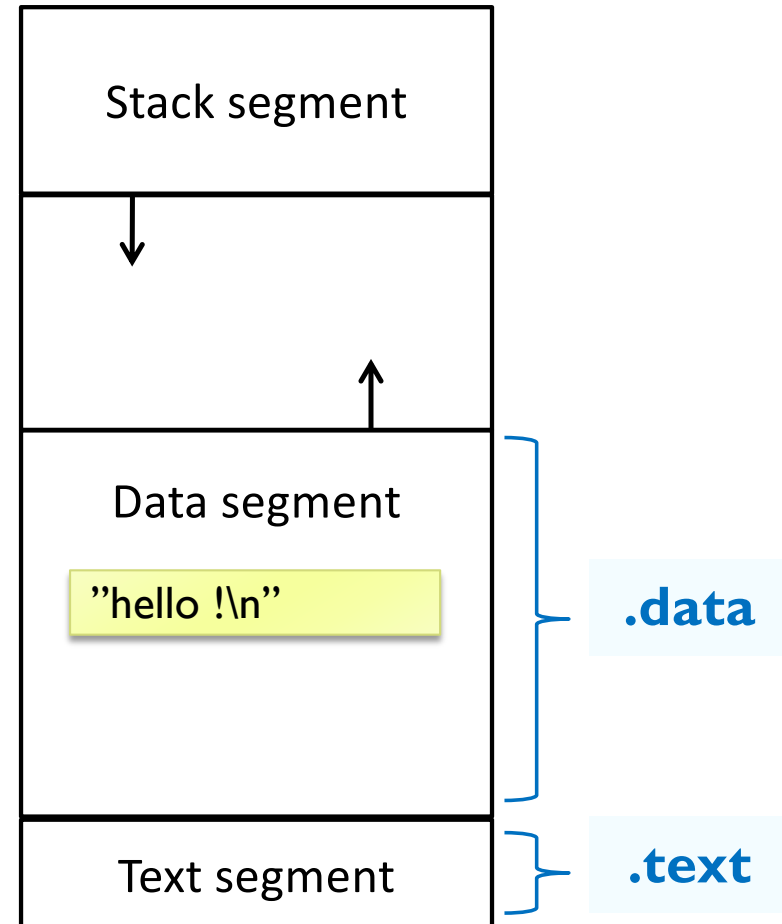 Stack segment
Data segment
”hello !\n”
.data
Text segment
.text